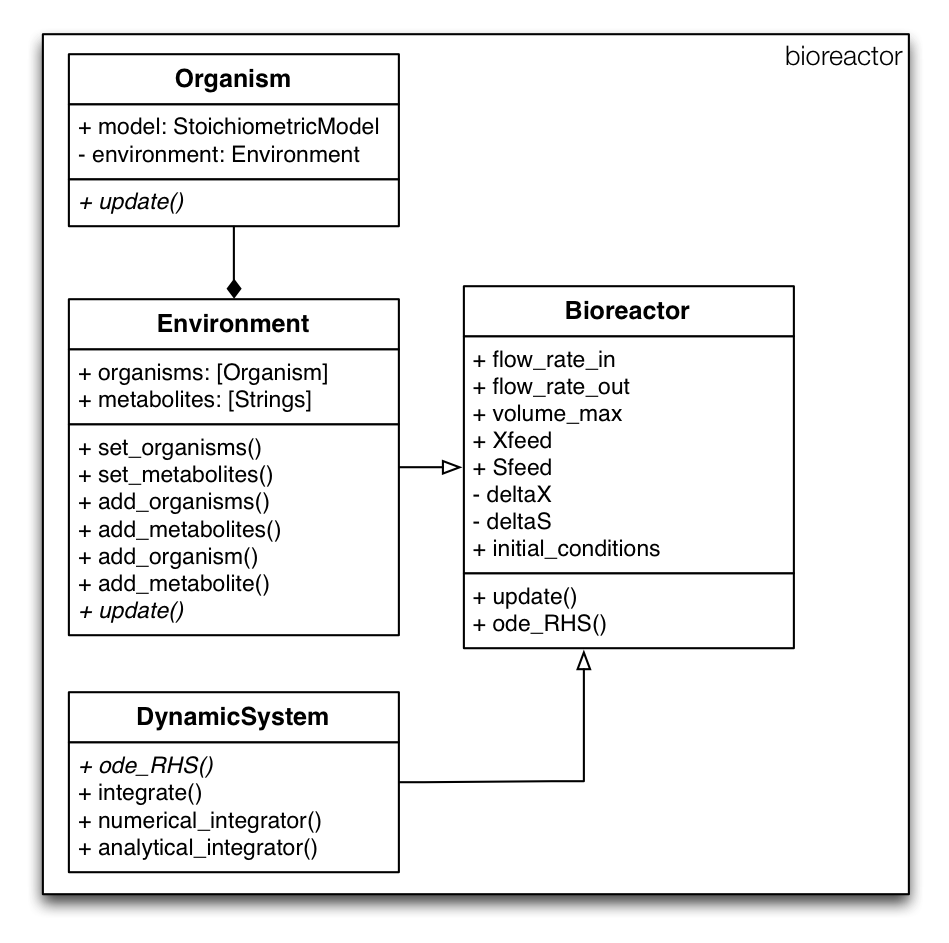 bioreactor
Organism
+ model: StoichiometricModel
- environment: Environment
+ update()
Environment
+ organisms: [Organism]
+ metabolites: [Strings]
+ set_organisms()
+ set_metabolites()
+ add_organisms()
+ add_metabolites()
+ add_organism()
+ add_metabolite()
+ update()
Bioreactor
+ flow_rate_in
+ flow_rate_out
+ volume_max
+ Xfeed
+ Sfeed
- deltaX
- deltaS
+ initial_conditions
+ update()
+ ode_RHS()
DynamicSystem
+ ode_RHS()
+ integrate()
+ numerical_integrator()
+ analytical_integrator()